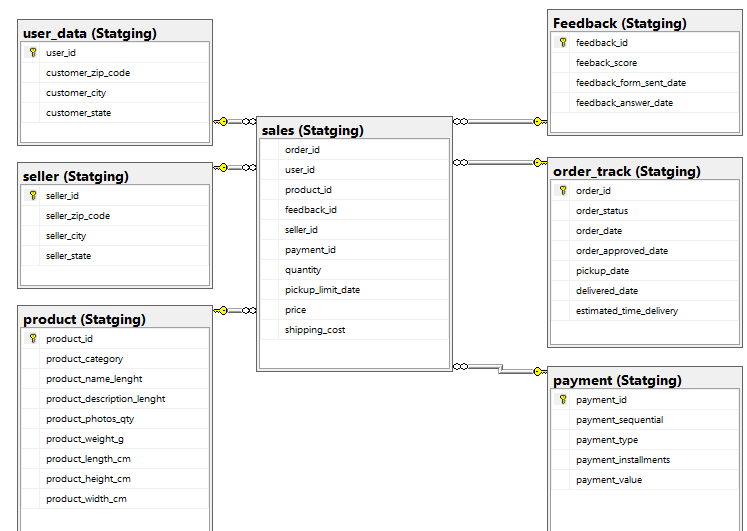 user_data (Statging)
user_id
customer_zip_code
customer_city
customer_state
seller (Statging)
seller_id
seller_zip_code
seller_city
seller_state
product (Statging)
product_id
product_category
product_name_lenght
product_description_lenght
product_photos_qty
product_weight_g
product_length_cm
product_height_cm
product_width_cm
sales (Statging)
order_id
user_id
product_id
feedback_id
seller_id
payment_id
quantity
pickup_limit_date
price
shipping_cost
Feedback (Statging)
feedback_id
feeback_score
feedback_form_sent_date
feedback_answer_date
order_track (Statging)
order_id
order_status
order_date
order_approved_date
pickup_date
delivered_date
estimated_time_delivery
payment (Statging)
payment_id
payment_sequential
payment_type
payment_installments
payment_value